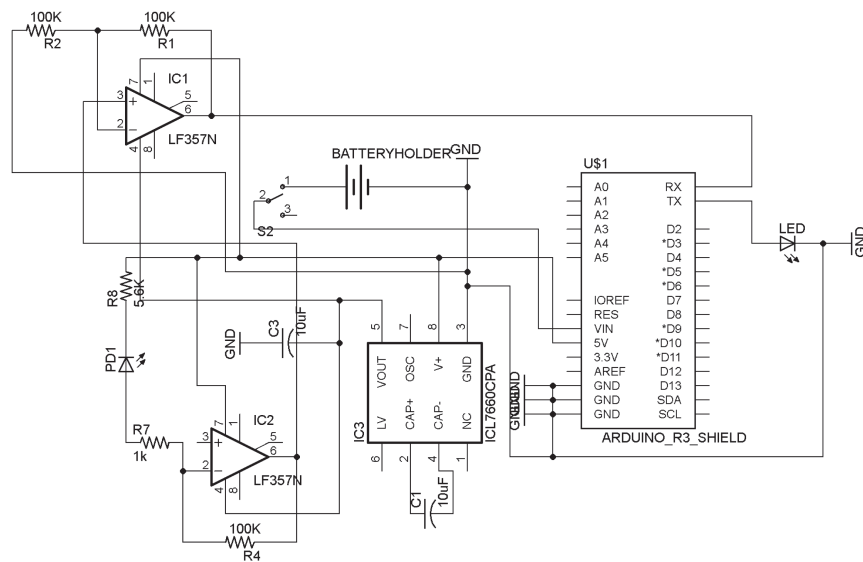 100K
R2
100K
R1
7
1
IC1
3
+
5
6
2
-
4
8
LF357N
BATTERYHOLDER
GND
1
2
3
S2
U$1
A0
RX
A1
TX
A2
A3
D2
A4
*D3
A5
D4
*D5
*D6
IOREF
D7
RES
D8
VIN
*D9
5V
*D10
3.3V
*D11
AREF
D12
GND
D13
GND
SDA
GND
SCL
ARDUINO_R3_SHIELD
LED
GND
R8
5.6K
PD1
R7
1k
GND
C3
10uF
5
7
8
3
VOUT
OSC
V+
GND
LV
CAP+
CAP-
NC
6
2
4
1
IC3
ICL7660CPA
GND
GND
C1
10uF
7
1
IC2
3
+
5
6
2
-
4
8
LF357N
100K
R4